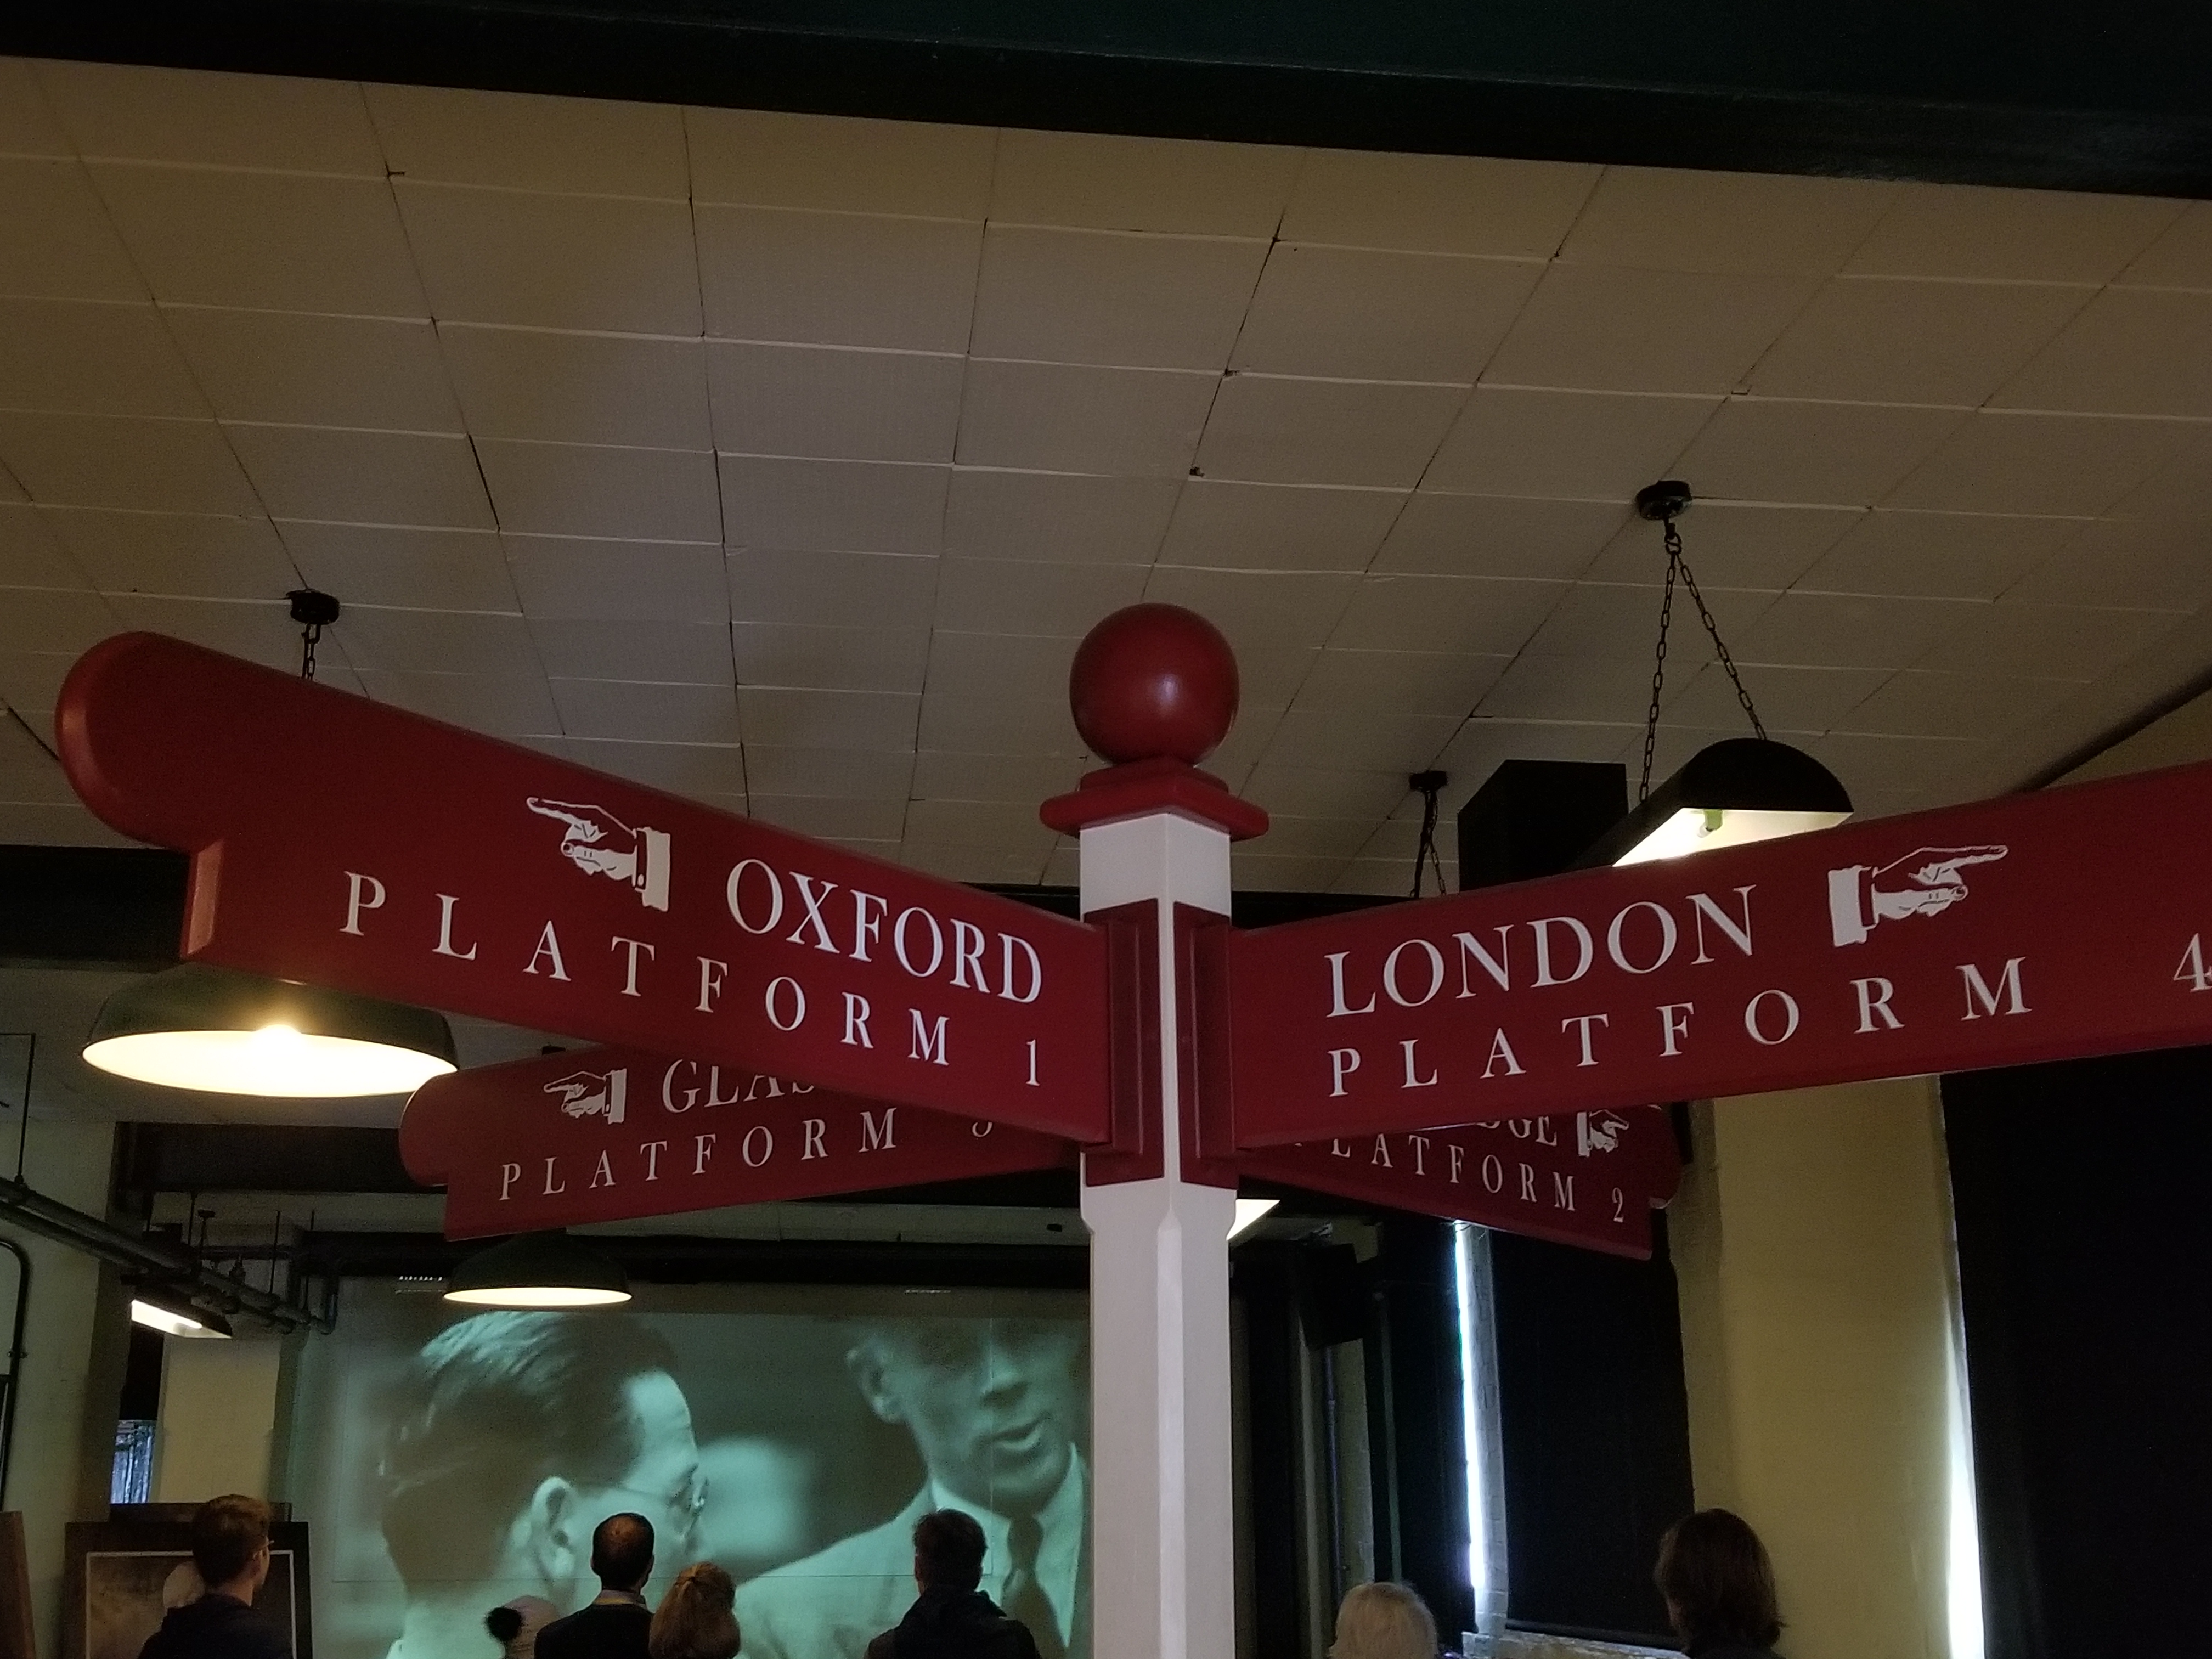 OXFORD
PLATFORM 1
LONDON
PLATFORM 4
PLATFORM
PLATFORM 2